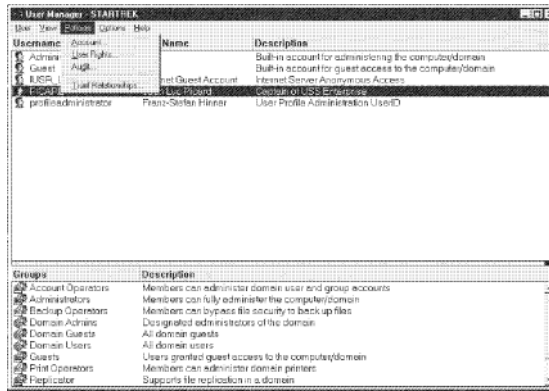 User Manager - STARTREK
User View Policies Options Help
Username Name Description
Account...
User Rights...
Audit...
Trust Relationships...
Built-in account for administering the computer/domain
Guest Built-in account for guest access to the computer/domain
IUSR_ net Guest Account Internet Server Anonymous Access
Luc Picard Captain of USS Enterprise
profileadministrator Franz-Stefan Hinner User Profile Administration UserID
Groups Description
Account Operators Members can administer domain user and group accounts
Administrators Members can fully administer the computer/domain
Backup Operators Members can bypass file security to back up files
Domain Admins Designated administrators of the domain
Domain Guests All domain guests
Domain Users All domain users
Guests Users granted guest access to the computer/domain
Print Operators Members can administer domain printers
Replicator Supports file replication in a domain